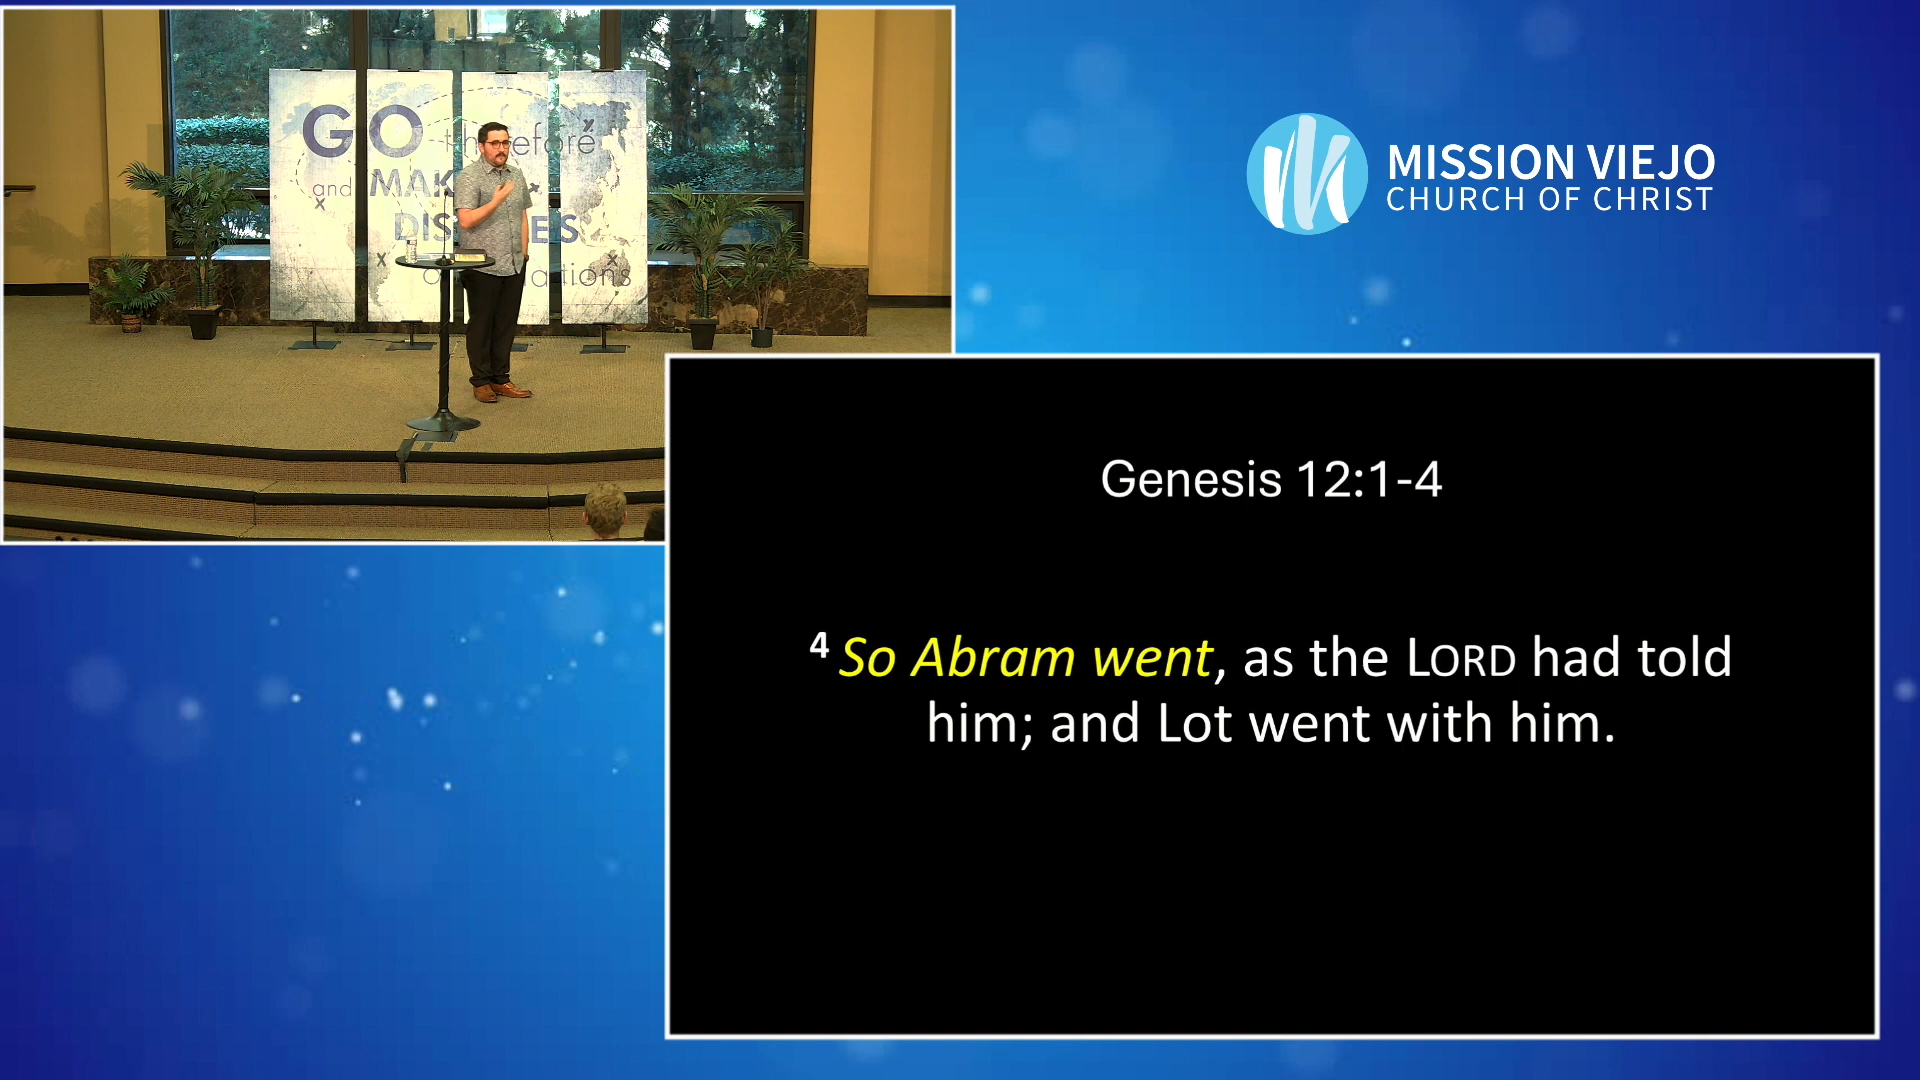 GO therefore
and MAK
DIS ES
ations
MISSION VIEJO
CHURCH OF CHRIST
Genesis 12:1-4
4 So Abram went, as the LORD had told
him; and Lot went with him.